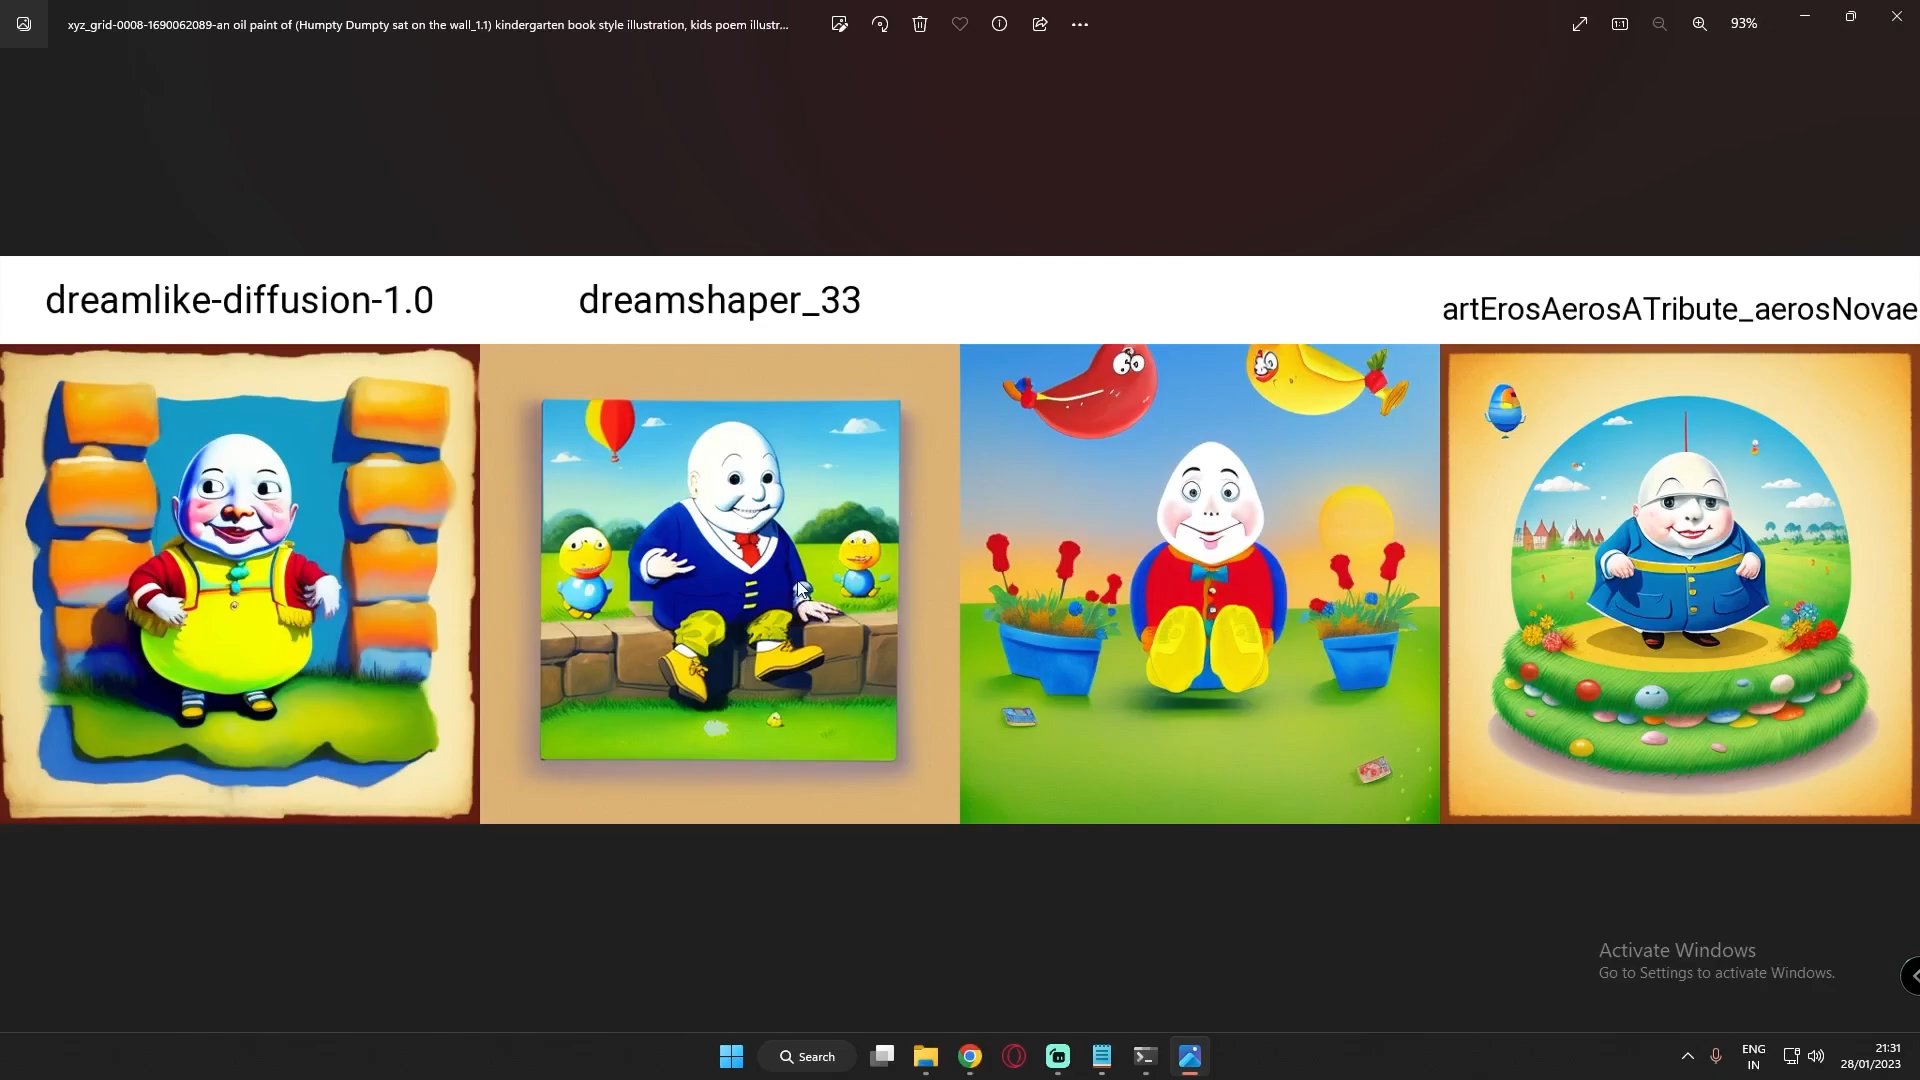 xyz_grid-0008-1690062089-an oil paint of (Humpty Dumpty sat on the wall_1.1) kindergarten book style illustration, kids poem illustr...
93%
dreamlike-diffusion-1.0
dreamshaper_33
artErosAerosATribute_aerosNovae
Activate Windows
Go to Settings to activate Windows.
Search
ENG
IN
21:31
28/01/2023